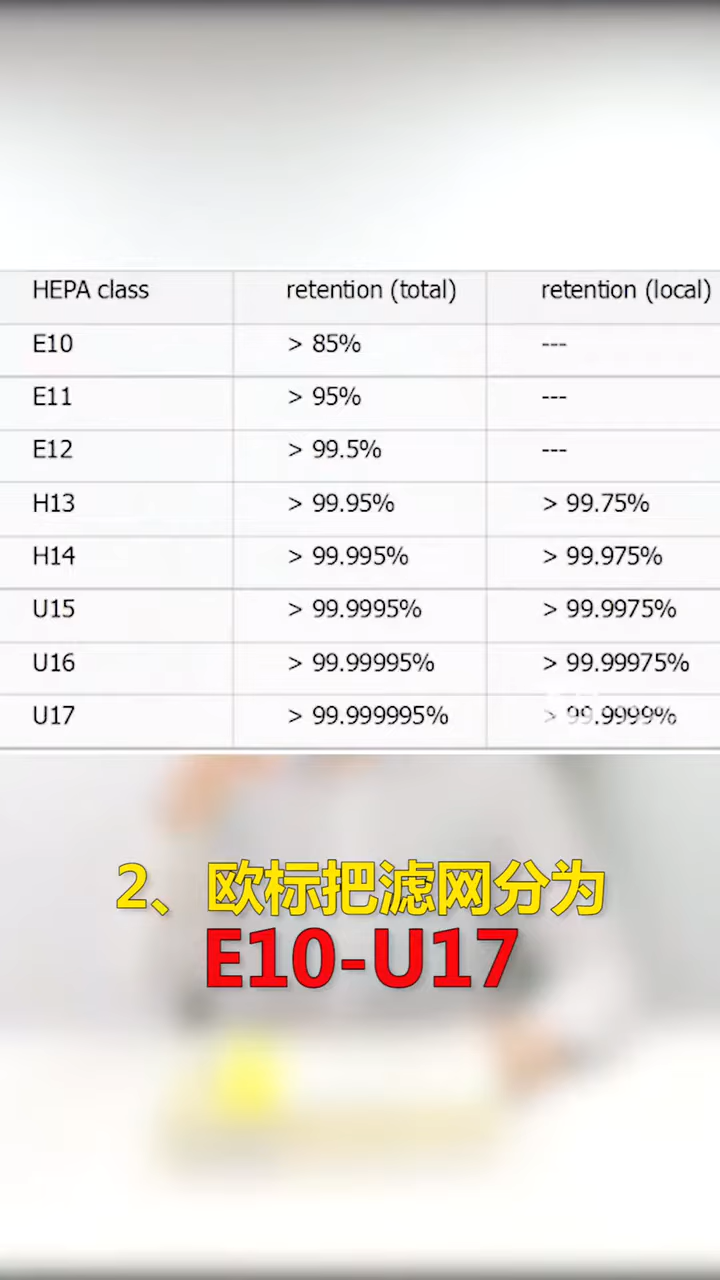 HEPA class retention (total) retention (local)
E10 > 85% ---
E11 > 95% ---
E12 > 99.5% ---
H13 > 99.95% > 99.75%
H14 > 99.995% > 99.975%
U15 > 99.9995% > 99.9975%
U16 > 99.99995% > 99.99975%
U17 > 99.999995% > 99.9999%
2、欧标把滤网分为
E10-U17